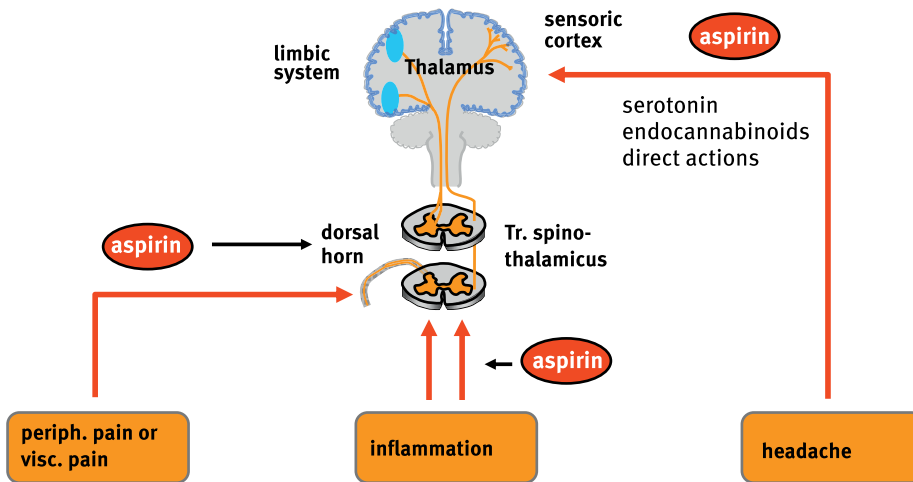 sensoric
cortex
aspirin
limbic
system
Thalamus
serotonin
endocannabinoids
direct actions
aspirin
dorsal
horn
Tr. spino-
thalamicus
aspirin
periph. pain or
visc. pain
inflammation
headache